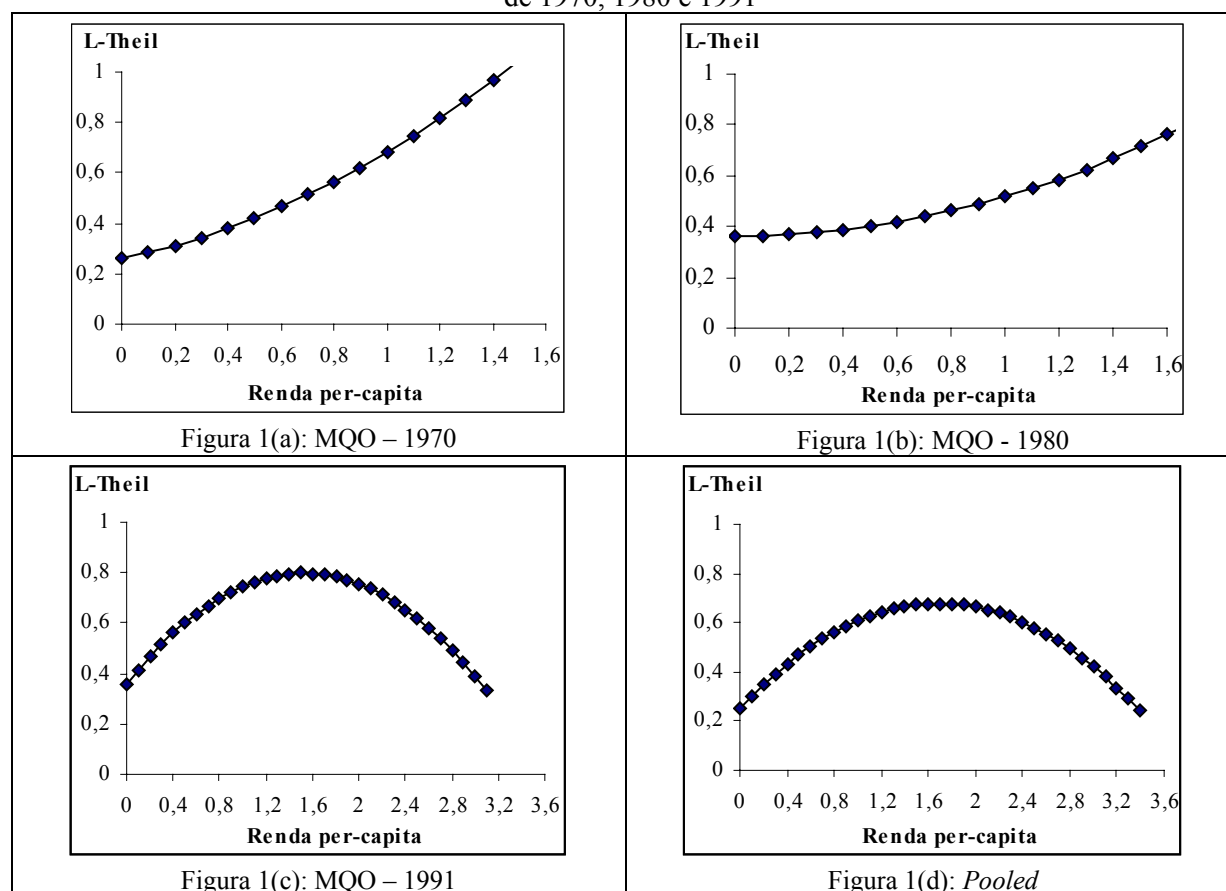 de 1970, 1980 e 1991
L-Theil
1
0,8
0,6
0,4
0,2
0
0 0,2 0,4 0,6 0,8 1 1,2 1,4 1,6
Renda per-capita
Figura 1(a): MQO – 1970
L-Theil
1
0,8
0,6
0,4
0,2
0
0 0,2 0,4 0,6 0,8 1 1,2 1,4 1,6
Renda per-capita
Figura 1(b): MQO - 1980
L-Theil
1
0,8
0,6
0,4
0,2
0
0 0,4 0,8 1,2 1,6 2 2,4 2,8 3,2 3,6
Renda per-capita
Figura 1(c): MQO – 1991
L-Theil
1
0,8
0,6
0,4
0,2
0
0 0,4 0,8 1,2 1,6 2 2,4 2,8 3,2 3,6
Renda per-capita
Figura 1(d): Pooled